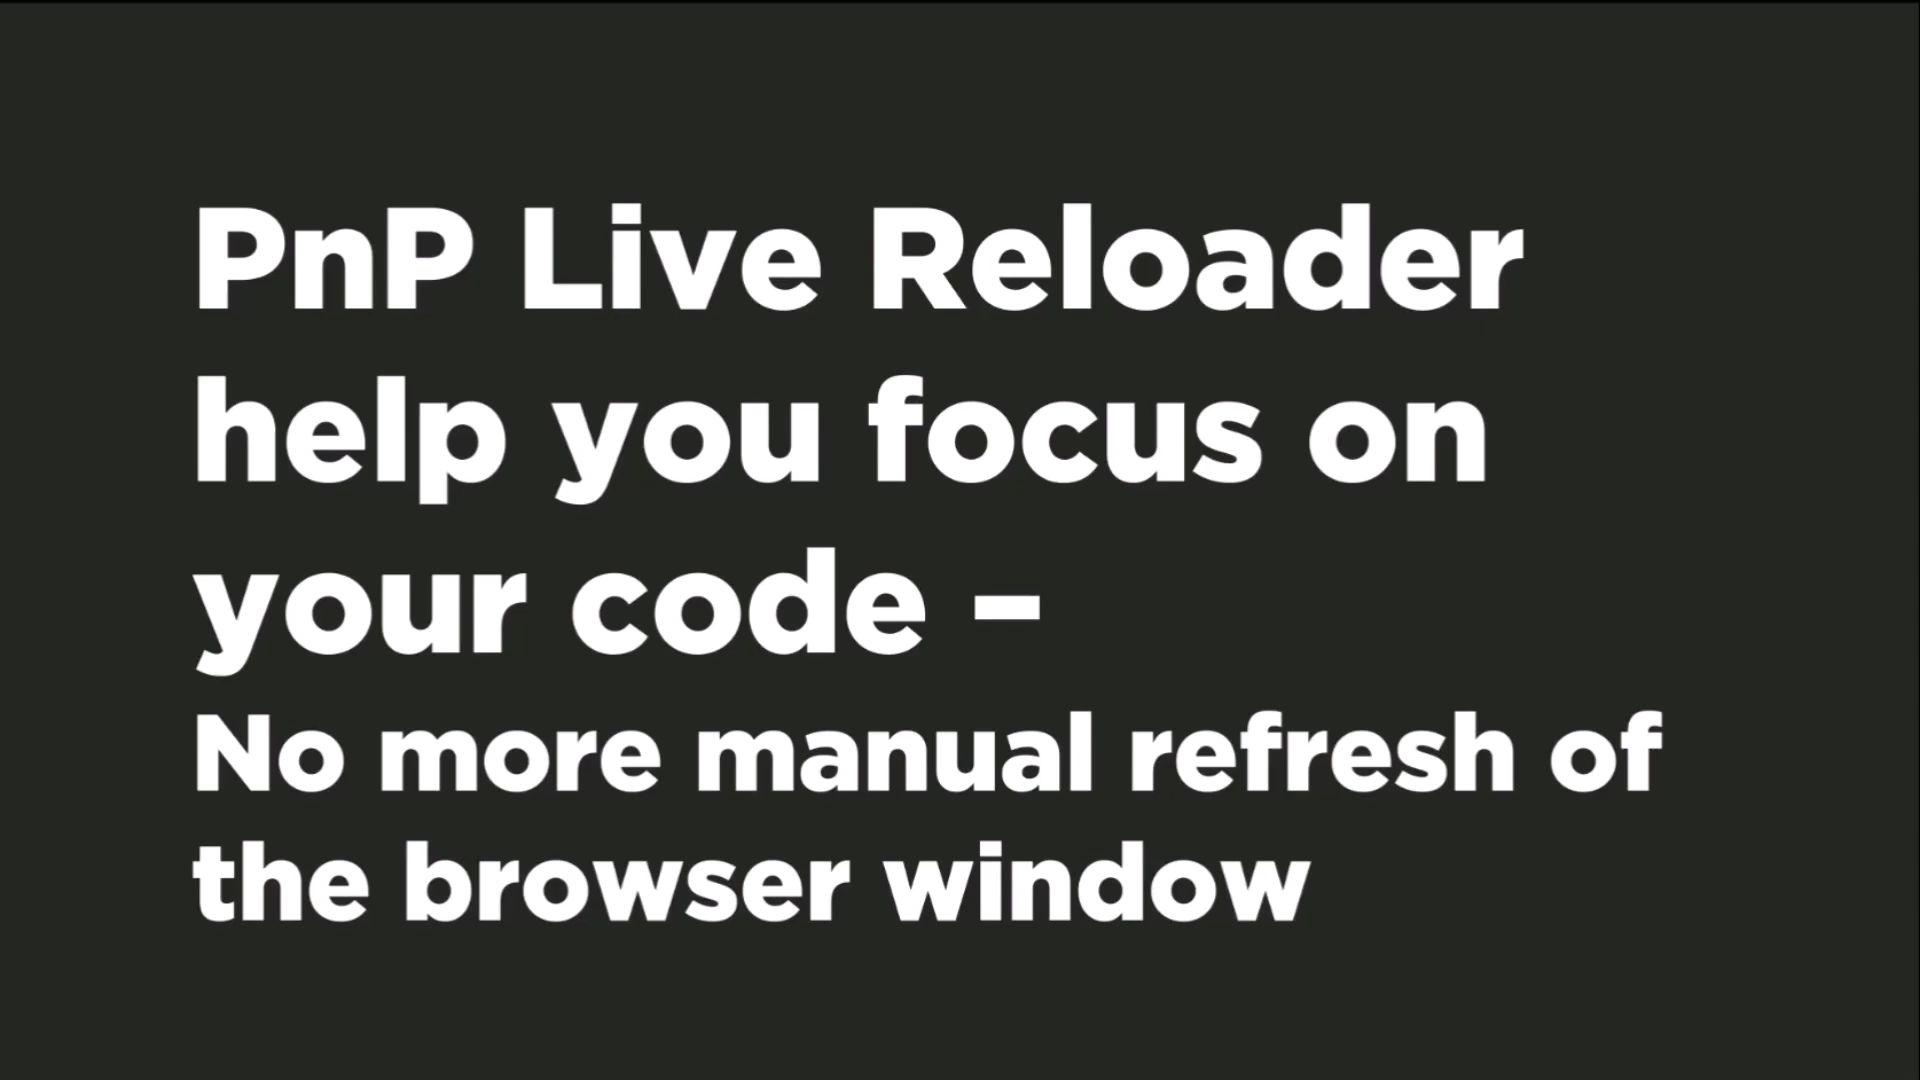 PnP Live Reloader
help you focus on
your code –
No more manual refresh of
the browser window